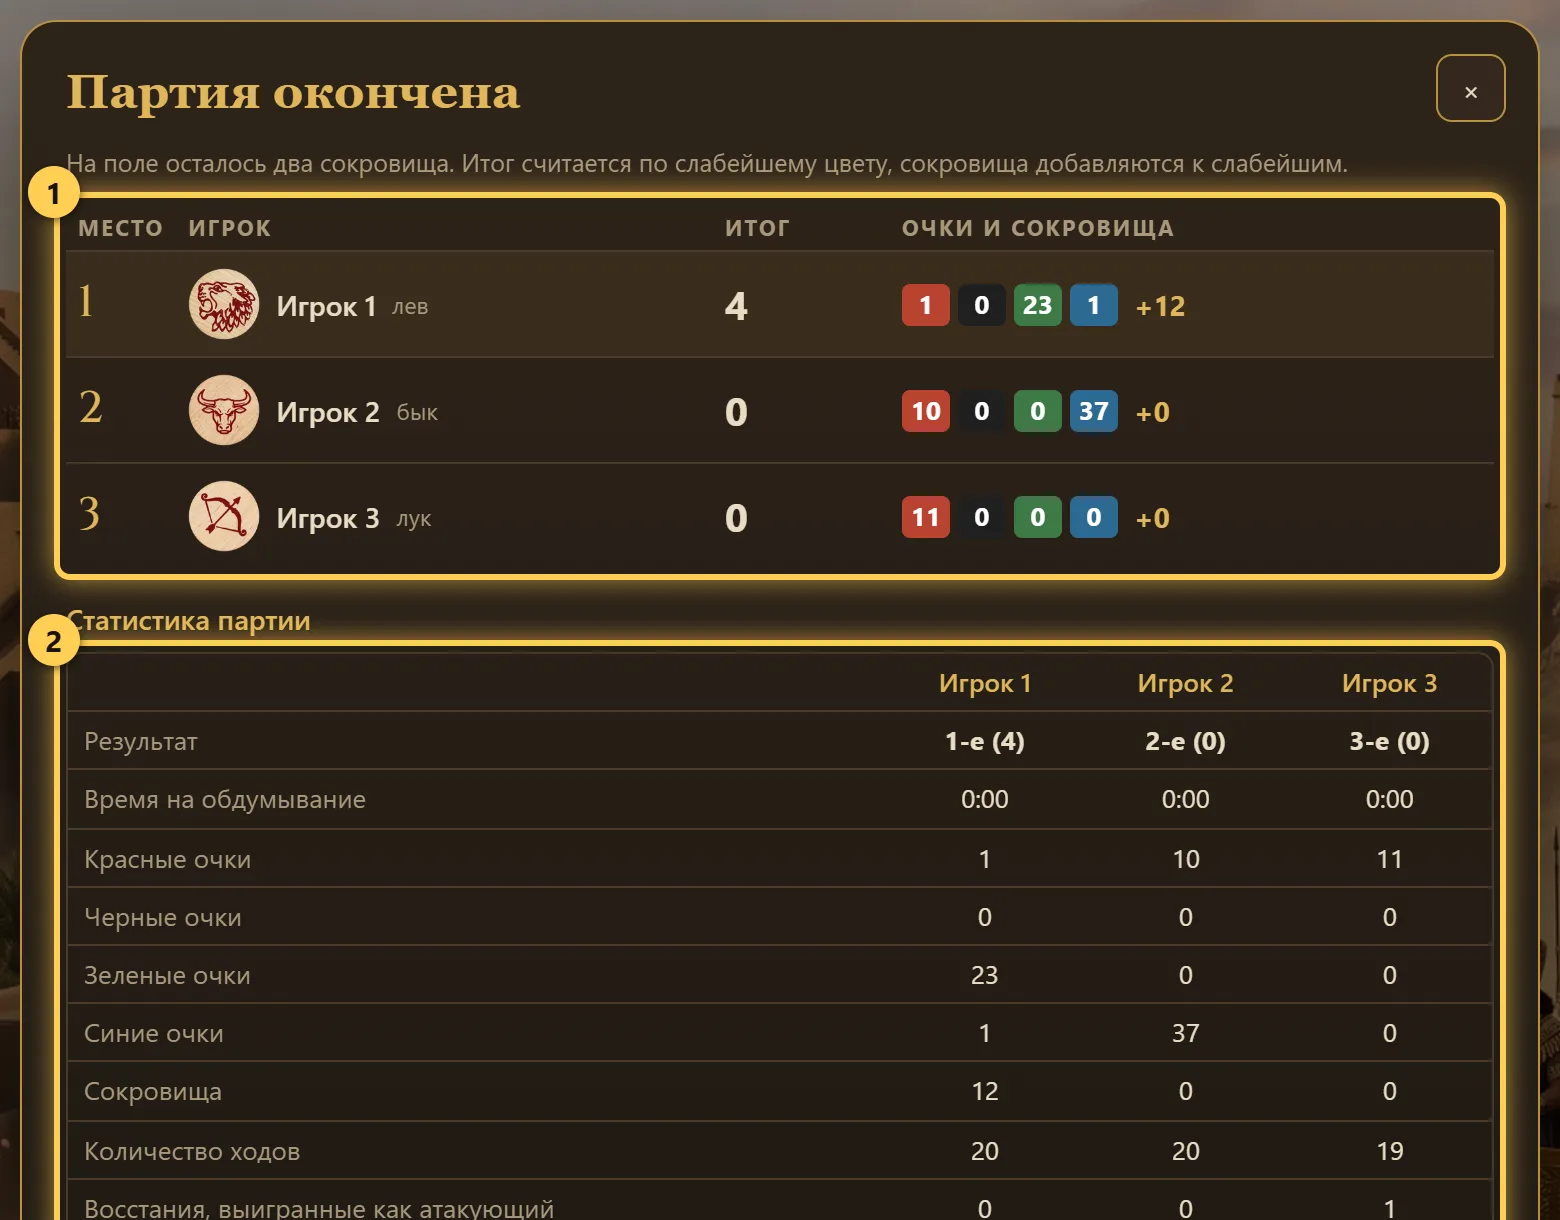 Партия окончена
×
На поле осталось два сокровища. Итог считается по слабейшему цвету, сокровища добавляются к слабейшим.
1
МЕСТО ИГРОК ИТОГ ОЧКИ И СОКРОВИЩА
1 Игрок 1 лев 4 1 0 23 1 +12
2 Игрок 2 бык 0 10 0 0 37 +0
3 Игрок 3 лук 0 11 0 0 0 +0
Статистика партии
2
Игрок 1 Игрок 2 Игрок 3
Результат 1-е (4) 2-е (0) 3-е (0)
Время на обдумывание 0:00 0:00 0:00
Красные очки 1 10 11
Черные очки 0 0 0
Зеленые очки 23 0 0
Синие очки 1 37 0
Сокровища 12 0 0
Количество ходов 20 20 19
Восстания, выигранные как атакующий 0 0 1